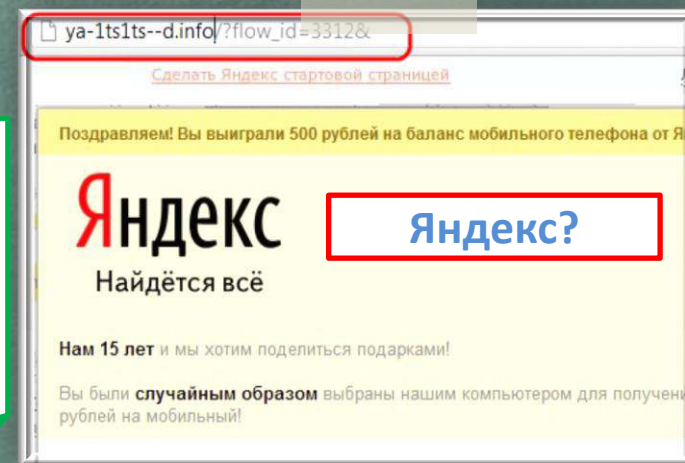 ya-1ts1ts--d.info/?flow_id=3312&
Сделать Яндекс стартовой страницей
Поздравляем! Вы выиграли 500 рублей на баланс мобильного телефона от Я
Яндекс
Яндекс?
Найдётся всё
Нам 15 лет и мы хотим поделиться подарками!
Вы были случайным образом выбраны нашим компьютером для получени
рублей на мобильный!